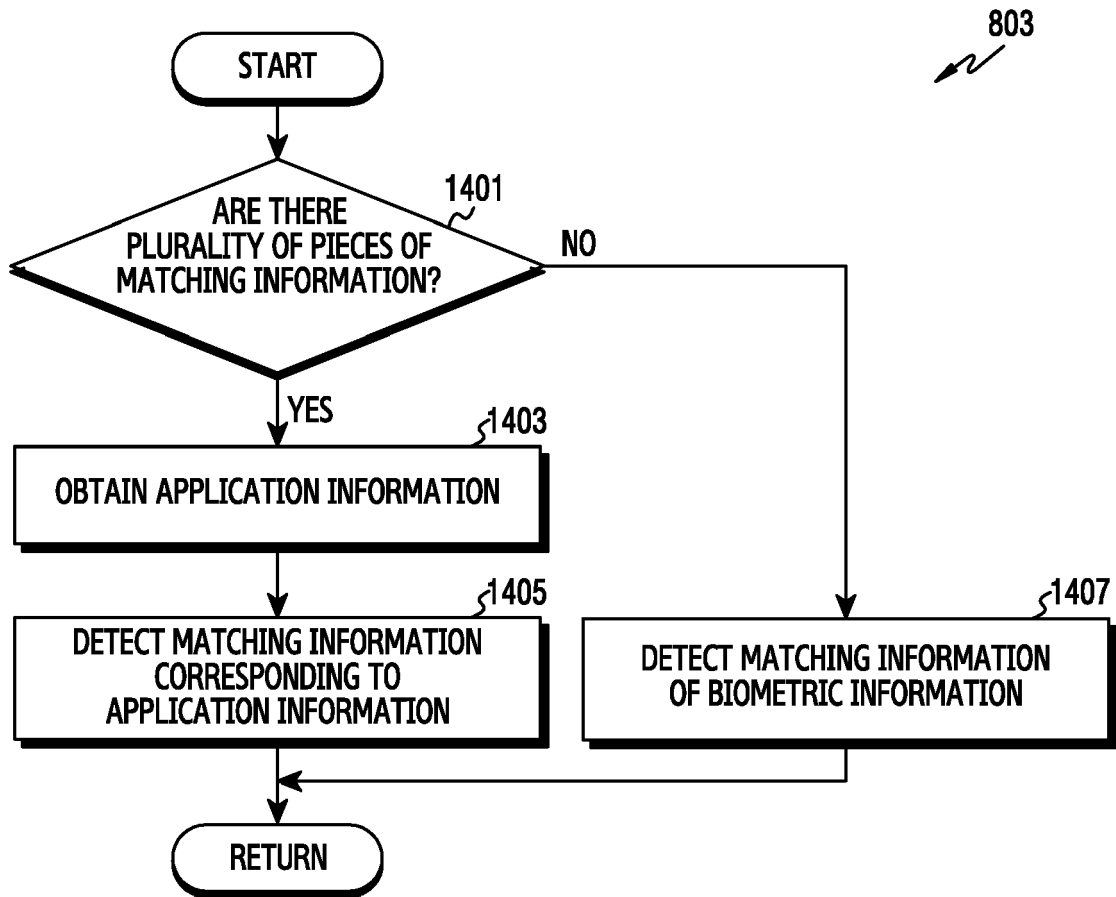 803
START
1401
ARE THERE
PLURALITY OF PIECES OF
MATCHING INFORMATION?
NO
YES
1403
OBTAIN APPLICATION INFORMATION
1405
DETECT MATCHING INFORMATION
CORRESPONDING TO
APPLICATION INFORMATION
1407
DETECT MATCHING INFORMATION
OF BIOMETRIC INFORMATION
RETURN